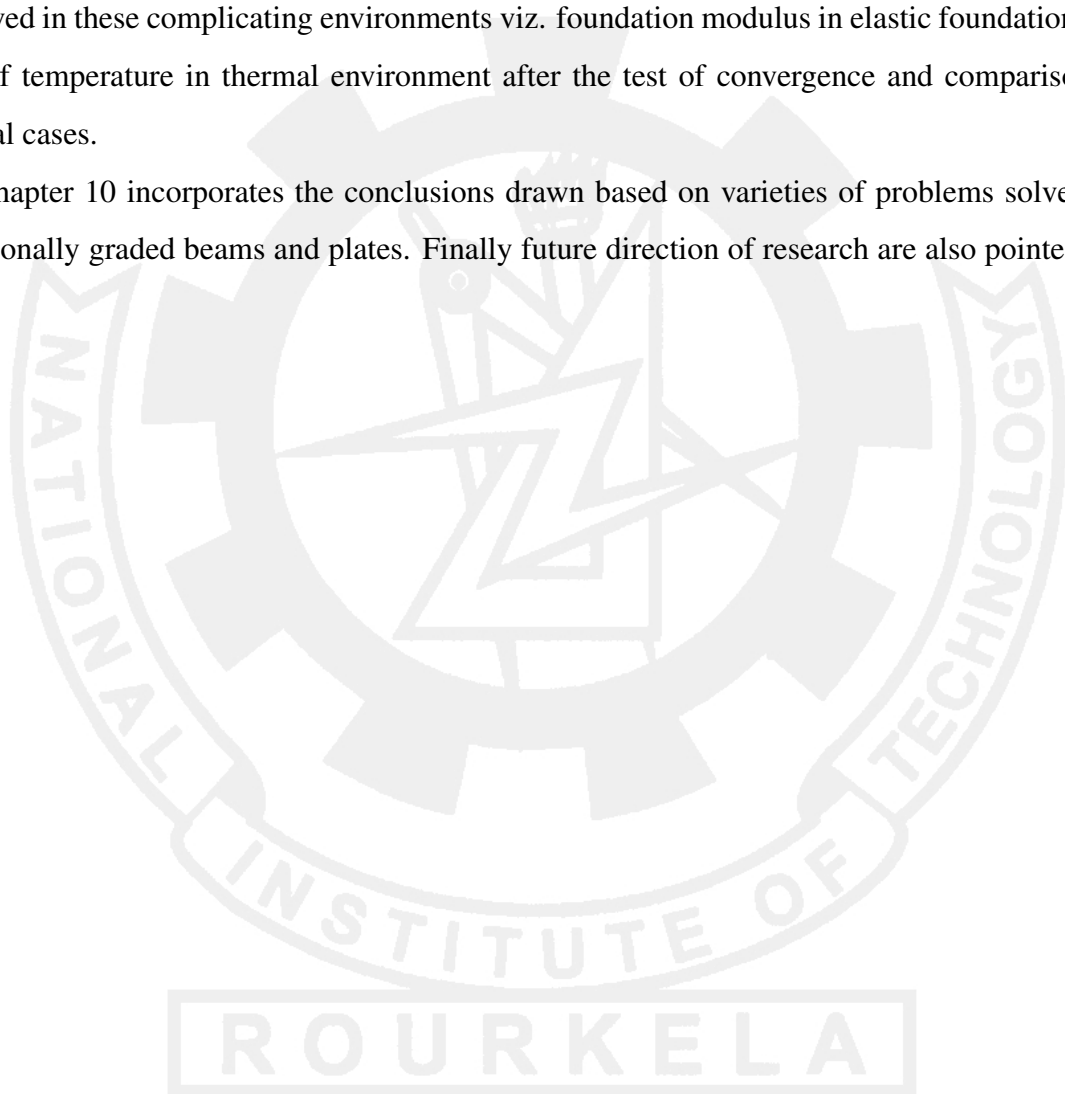 ved in these complicating environments viz. foundation modulus in elastic foundation
f temperature in thermal environment after the test of convergence and compariso
al cases.
hapter 10 incorporates the conclusions drawn based on varieties of problems solve
onally graded beams and plates. Finally future direction of research are also pointe
NATIONAL INSTITUTE OF TECHNOLOGY
ROURKELA